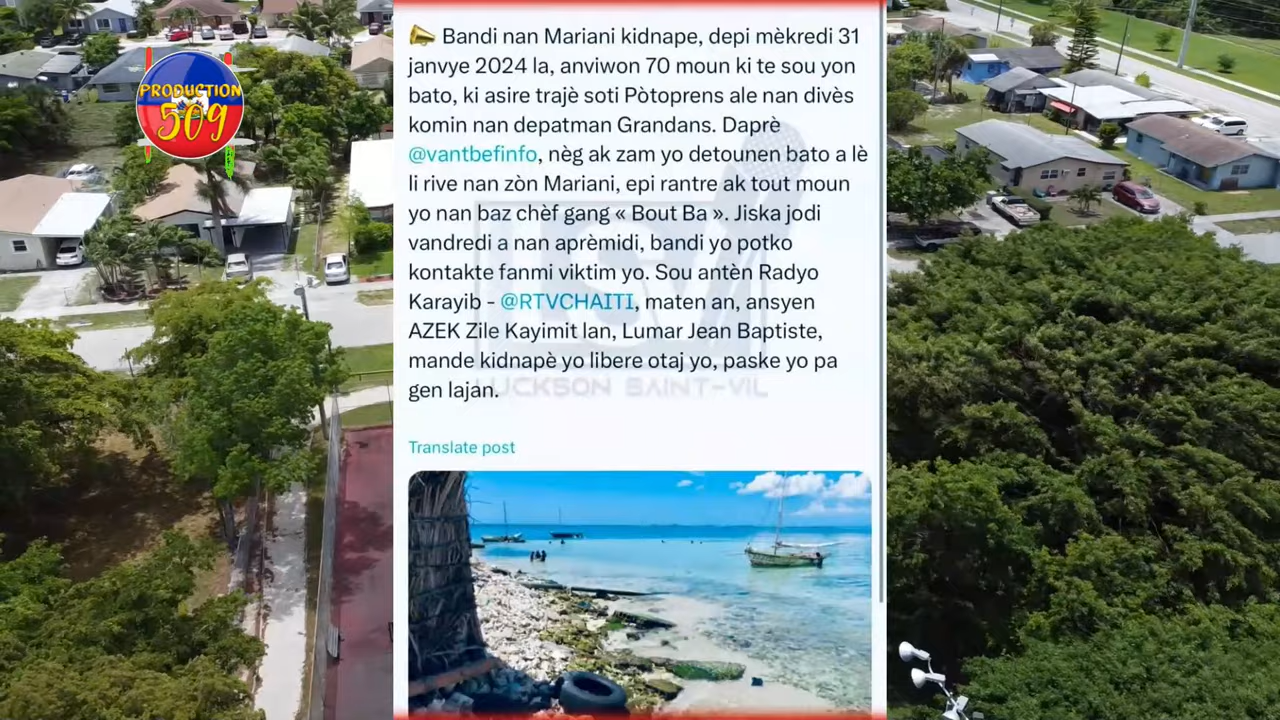 PRODUCTION
509
📣 Bandi nan Mariani kidnape, depi mèkredi 31
janvye 2024 la, anviwon 70 moun ki te sou yon
bato, ki asire trajè soti Pòtoprens ale nan divès
komin nan depatman Grandans. Daprè
@vantbefinfo, nèg ak zam yo detounen bato a lè
li rive nan zòn Mariani, epi rantre ak tout moun
yo nan baz chèf gang « Bout Ba ». Jiska jodi
vandredi a nan aprèmidi, bandi yo potko
kontakte fanmi viktim yo. Sou antèn Radyo
Karayib - @RTVCHAITI, maten an, ansyen
AZEK Zile Kayimit lan, Lumar Jean Baptiste,
mande kidnapè yo libere otaj yo, paske yo pa
gen lajan.
LUCKSON SAINT-VIL
Translate post